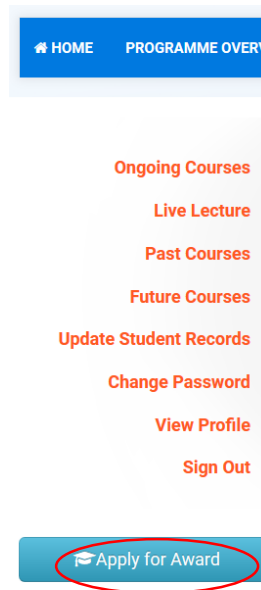 HOME PROGRAMME OVER
Ongoing Courses
Live Lecture
Past Courses
Future Courses
Update Student Records
Change Password
View Profile
Sign Out
Apply for Award